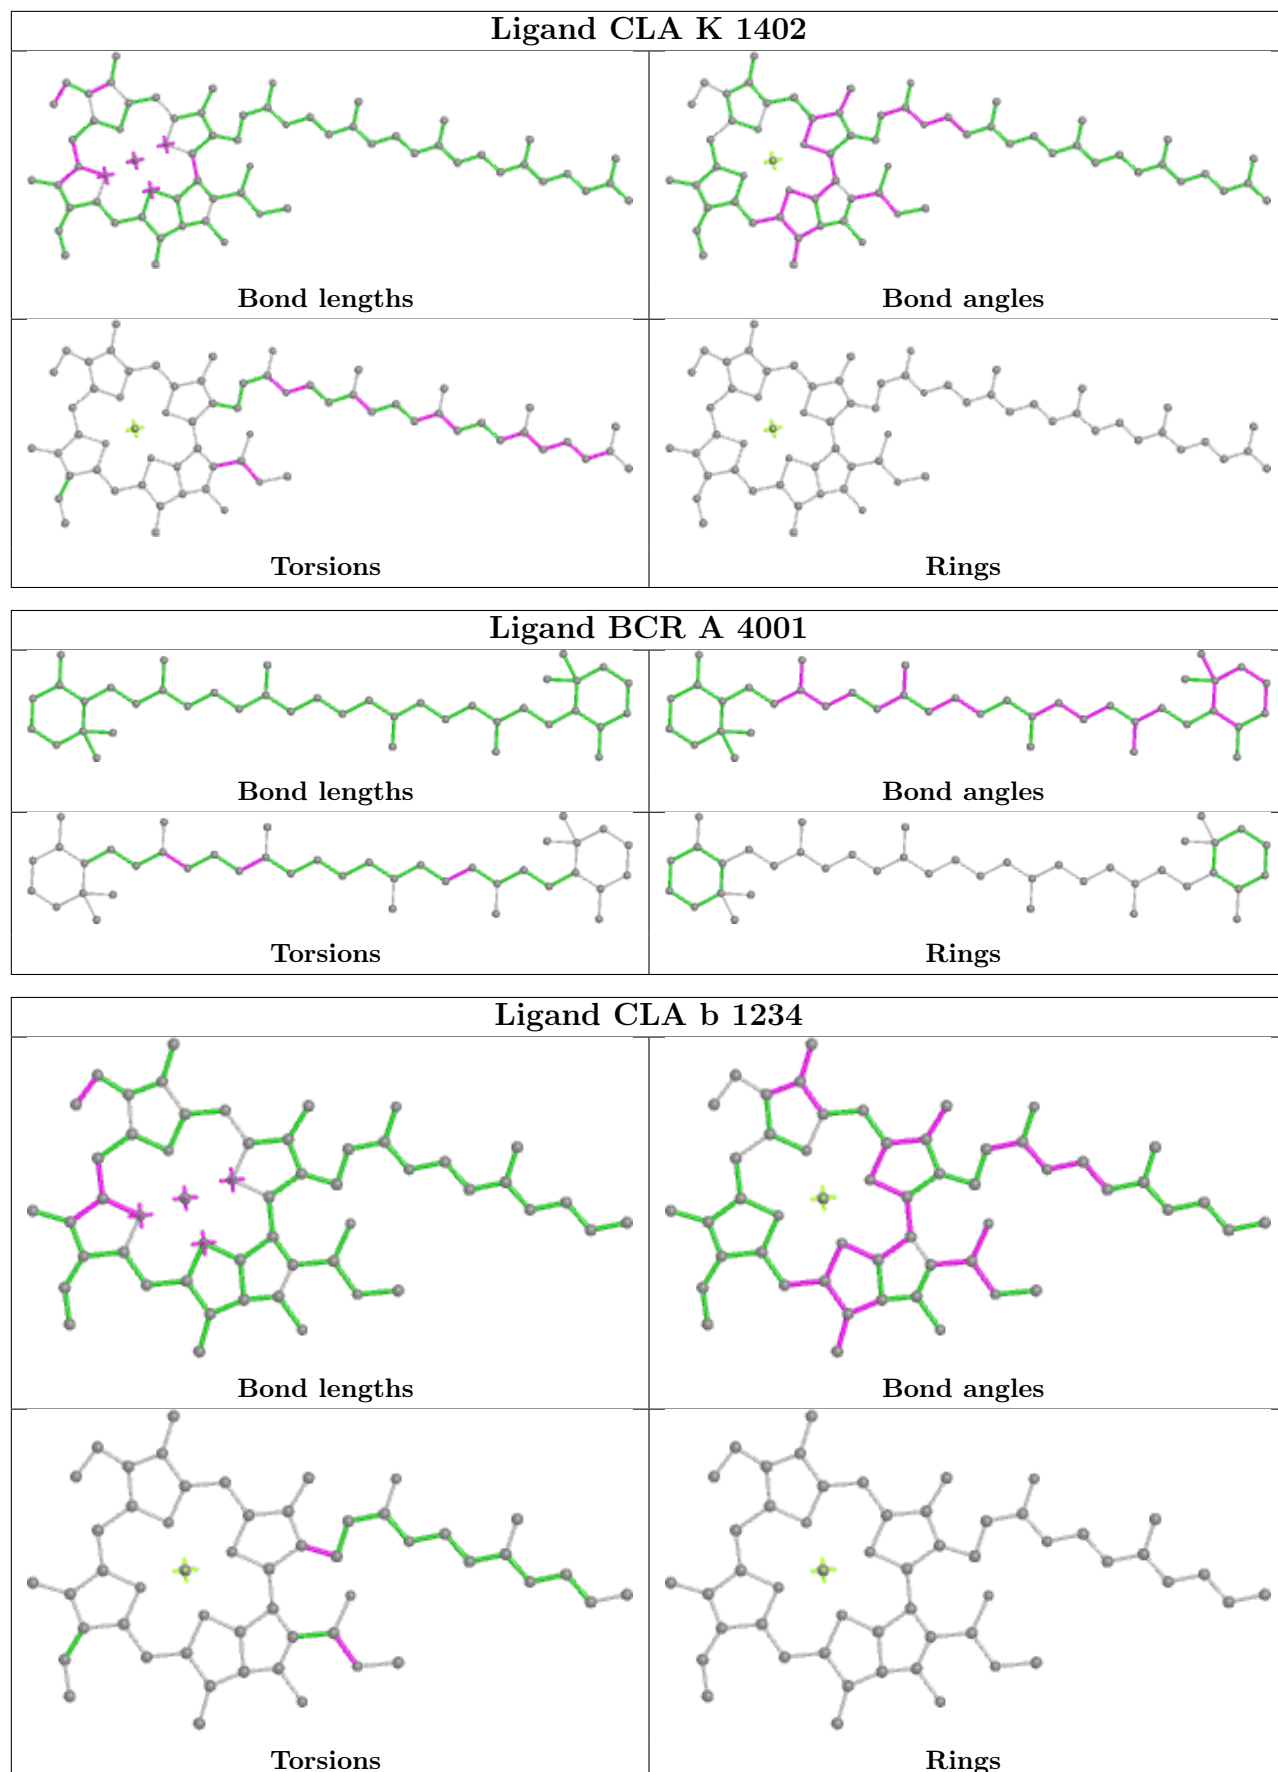 Ligand CLA K 1402
Bond lengths
Bond angles
Torsions
Rings
Ligand BCR A 4001
Bond lengths
Bond angles
Torsions
Rings
Ligand CLA b 1234
Bond lengths
Bond angles
Torsions
Rings